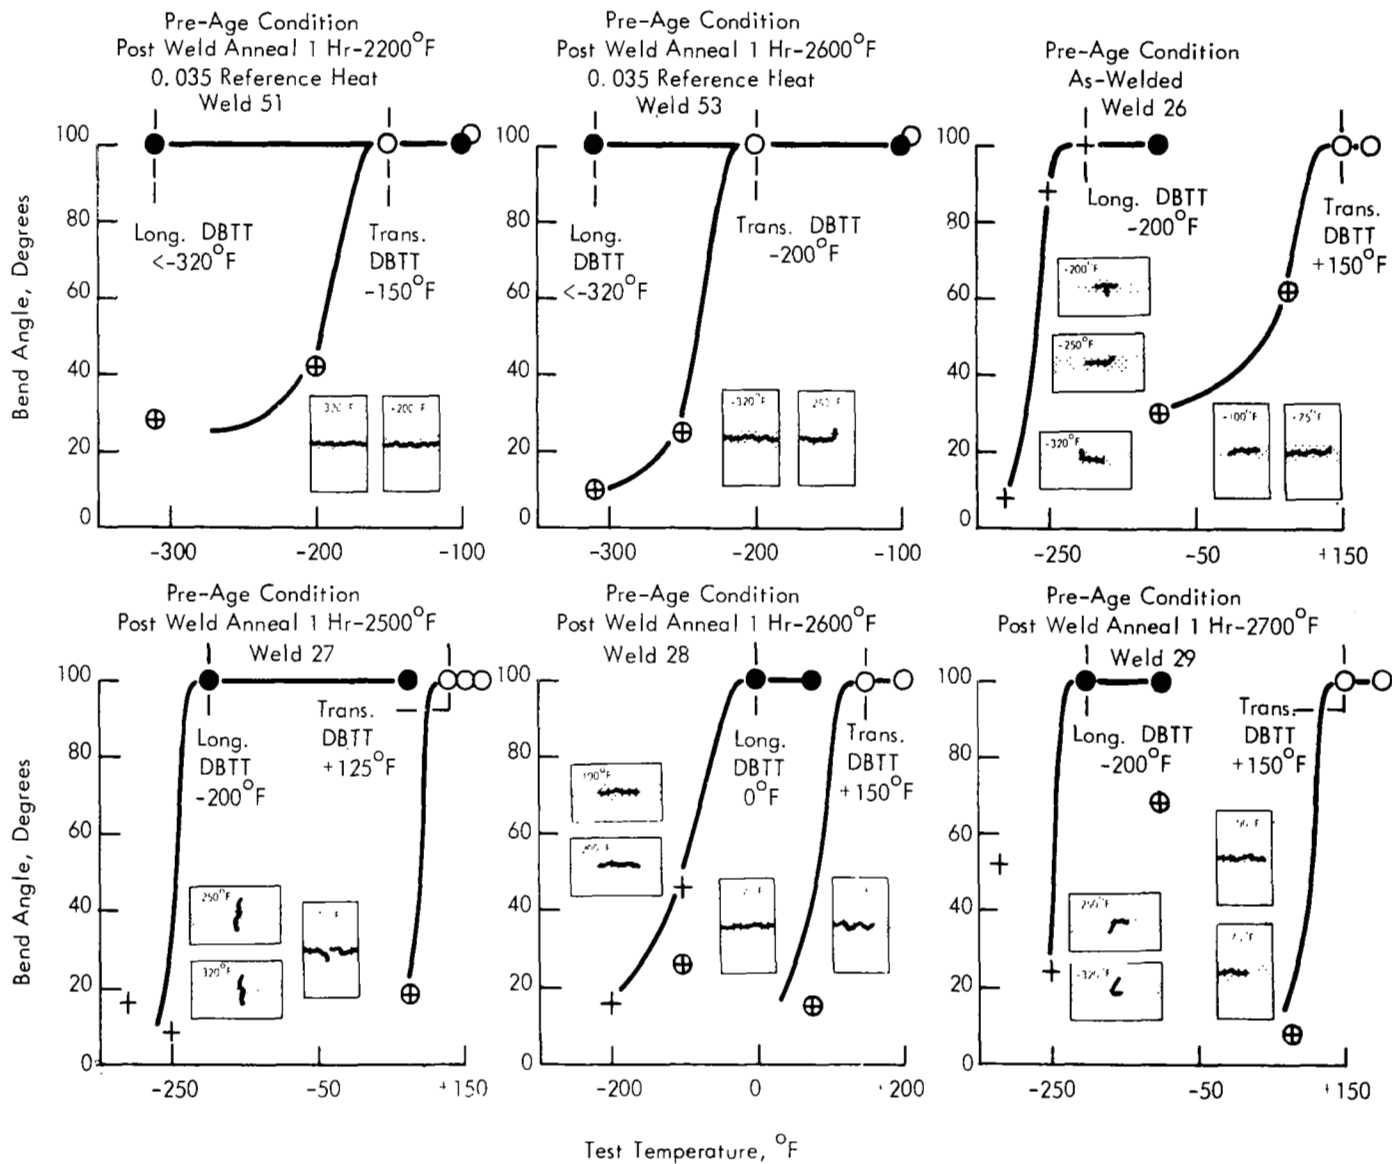 Pre-Age Condition
Post Weld Anneal 1 Hr-2200°F
0.035 Reference Heat
Weld 51
100
80
60
40
20
0
Bend Angle, Degrees
Long. DBTT
<-320°F
Trans.
DBTT
-150°F
-200°F
-300
-200
-100
Pre-Age Condition
Post Weld Anneal 1 Hr-2600°F
0.035 Reference Heat
Weld 53
100
80
60
40
20
0
Long.
DBTT
<-320°F
Trans. DBTT
-200°F
-320°F
250°F
-300
-200
-100
Pre-Age Condition
As-Welded
Weld 26
100
80
60
40
20
0
Long. DBTT
-200°F
Trans.
DBTT
+150°F
-200°F
-250°F
-320°F
-100°F
+75°F
-250
-50
+150
Pre-Age Condition
Post Weld Anneal 1 Hr-2500°F
Weld 27
100
80
60
40
20
0
Bend Angle, Degrees
Long.
DBTT
-200°F
Trans.
DBTT
+125°F
250°F
320°F
-250
-50
+150
Pre-Age Condition
Post Weld Anneal 1 Hr-2600°F
Weld 28
100
80
60
40
20
0
Long.
DBTT
0°F
Trans.
DBTT
+150°F
200°F
-200
0
+200
Pre-Age Condition
Post Weld Anneal 1 Hr-2700°F
Weld 29
100
80
60
40
20
0
Long. DBTT
-200°F
Trans.
DBTT
+150°F
250°F
-320°F
-250
-50
+150
Test Temperature, °F